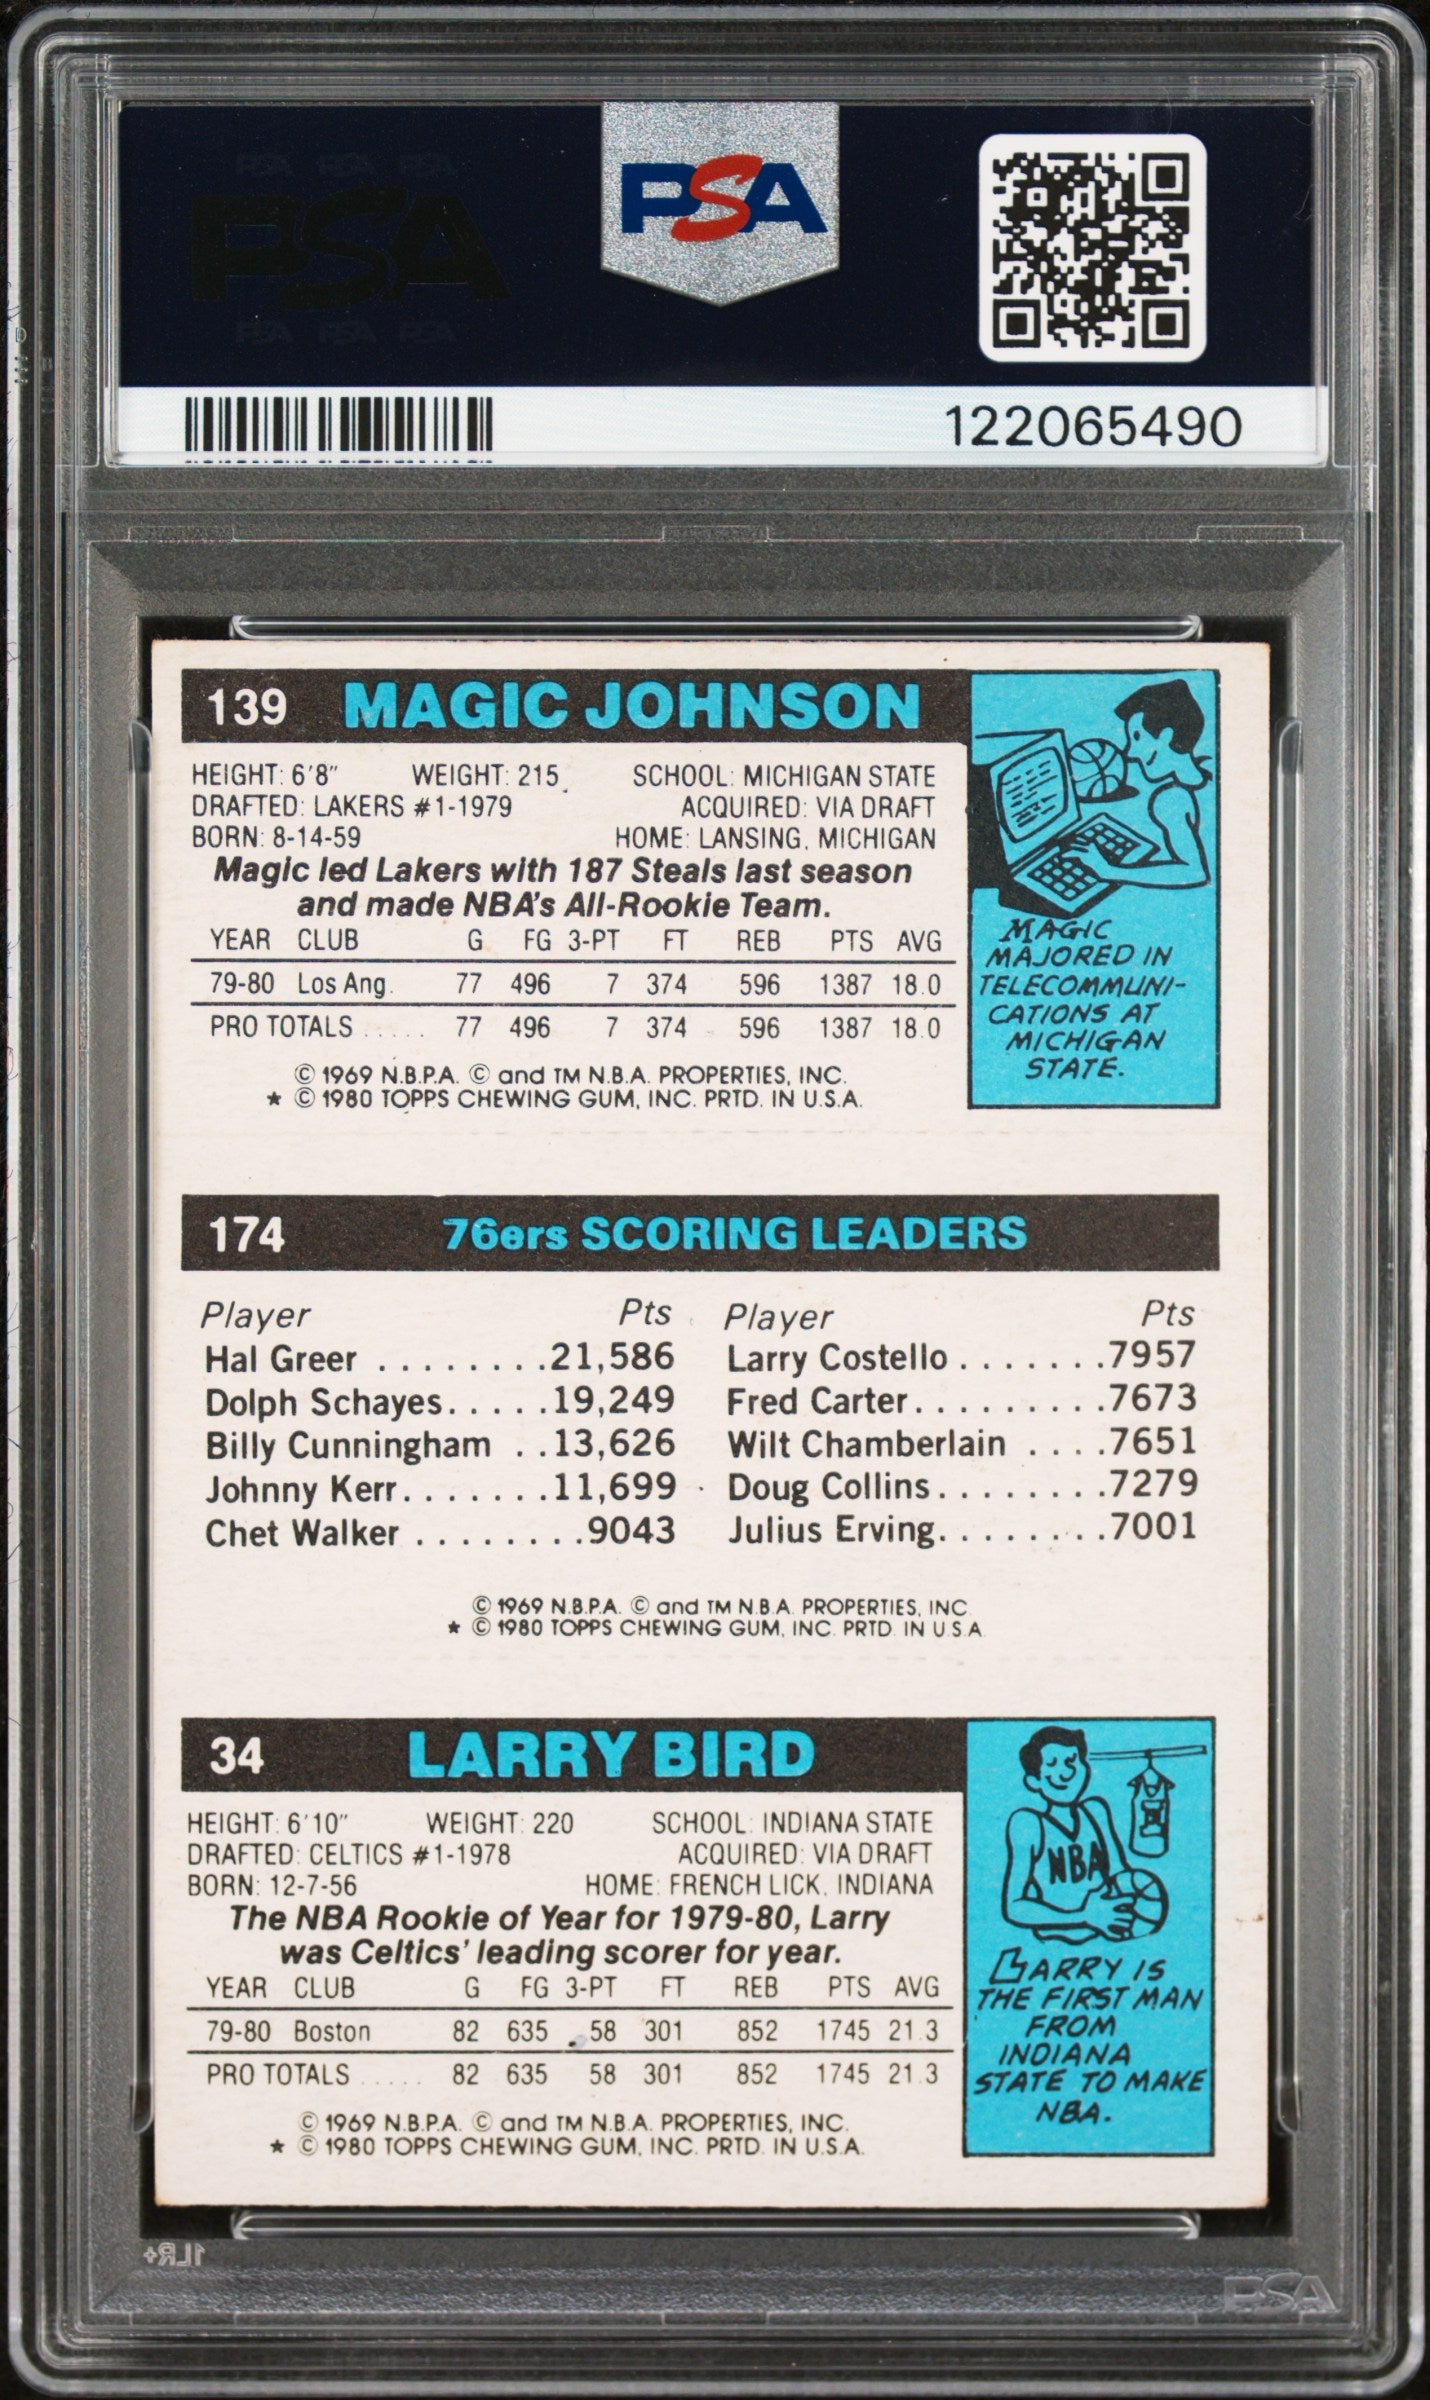 PSA PSA PSA
PSA
PSA PSA PSA
PSA
122065490
139 MAGIC JOHNSON
HEIGHT: 6'8" WEIGHT: 215 SCHOOL: MICHIGAN STATE
DRAFTED: LAKERS #1-1979 ACQUIRED: VIA DRAFT
BORN: 8-14-59 HOME: LANSING, MICHIGAN
Magic led Lakers with 187 Steals last season
and made NBA's All-Rookie Team.
YEAR CLUB G FG 3-PT FT REB PTS AVG
79-80 Los Ang. 77 496 7 374 596 1387 18.0
PRO TOTALS ..... 77 496 7 374 596 1387 18.0
© 1969 N.B.P.A. © and TM N.B.A. PROPERTIES, INC.
★ © 1980 TOPPS CHEWING GUM, INC. PRTD. IN U.S.A.
MAGIC
MAJORED IN
TELECOMMUNI-
CATIONS AT
MICHIGAN
STATE.
174 76ers SCORING LEADERS
Player Pts Player Pts
Hal Greer ........21,586 Larry Costello.......7957
Dolph Schayes.....19,249 Fred Carter.........7673
Billy Cunningham ..13,626 Wilt Chamberlain ....7651
Johnny Kerr.......11,699 Doug Collins........7279
Chet Walker ........9043 Julius Erving........7001
© 1969 N.B.P.A. © and TM N.B.A. PROPERTIES, INC.
★ © 1980 TOPPS CHEWING GUM, INC. PRTD. IN U.S.A.
34 LARRY BIRD
HEIGHT: 6'10" WEIGHT: 220 SCHOOL: INDIANA STATE
DRAFTED: CELTICS #1-1978 ACQUIRED: VIA DRAFT
BORN: 12-7-56 HOME: FRENCH LICK, INDIANA
The NBA Rookie of Year for 1979-80, Larry
was Celtics' leading scorer for year.
YEAR CLUB G FG 3-PT FT REB PTS AVG
79-80 Boston 82 635 58 301 852 1745 21.3
PRO TOTALS ..... 82 635 58 301 852 1745 21.3
© 1969 N.B.P.A. © and TM N.B.A. PROPERTIES, INC.
★ © 1980 TOPPS CHEWING GUM, INC. PRTD. IN U.S.A.
NBA
LARRY IS
THE FIRST MAN
FROM
INDIANA
STATE TO MAKE
NBA.
1LR+
PSA